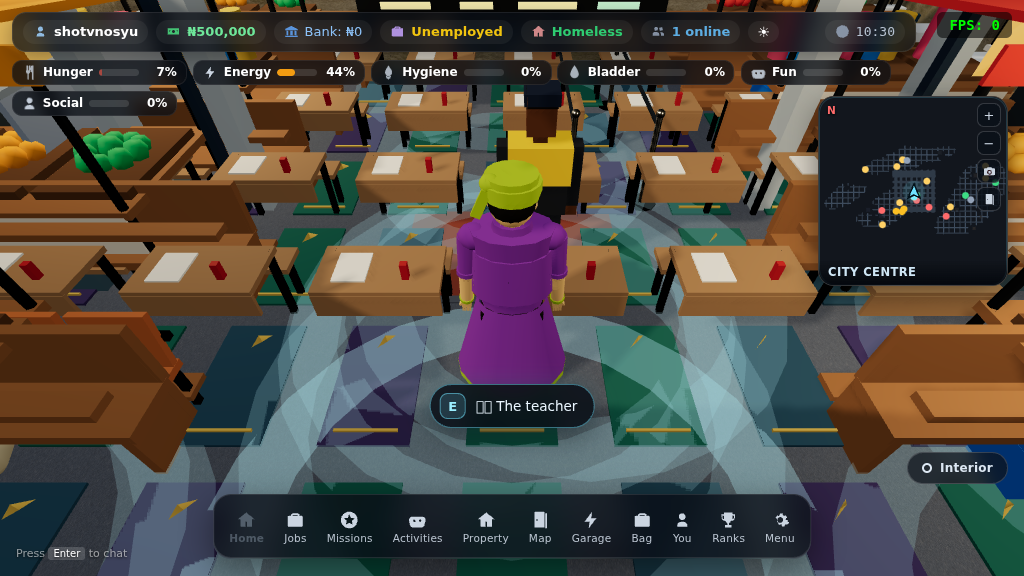 shotvnosyu
₦500,000
Bank: ₦0
Unemployed
Homeless
1 online
10:30
FPS: 0
Hunger 7%
Energy 44%
Hygiene 0%
Bladder 0%
Fun 0%
Social 0%
N
+
−
CITY CENTRE
E The teacher
Interior
Home
Jobs
Missions
Activities
Property
Map
Garage
Bag
You
Ranks
Menu
Press Enter to chat